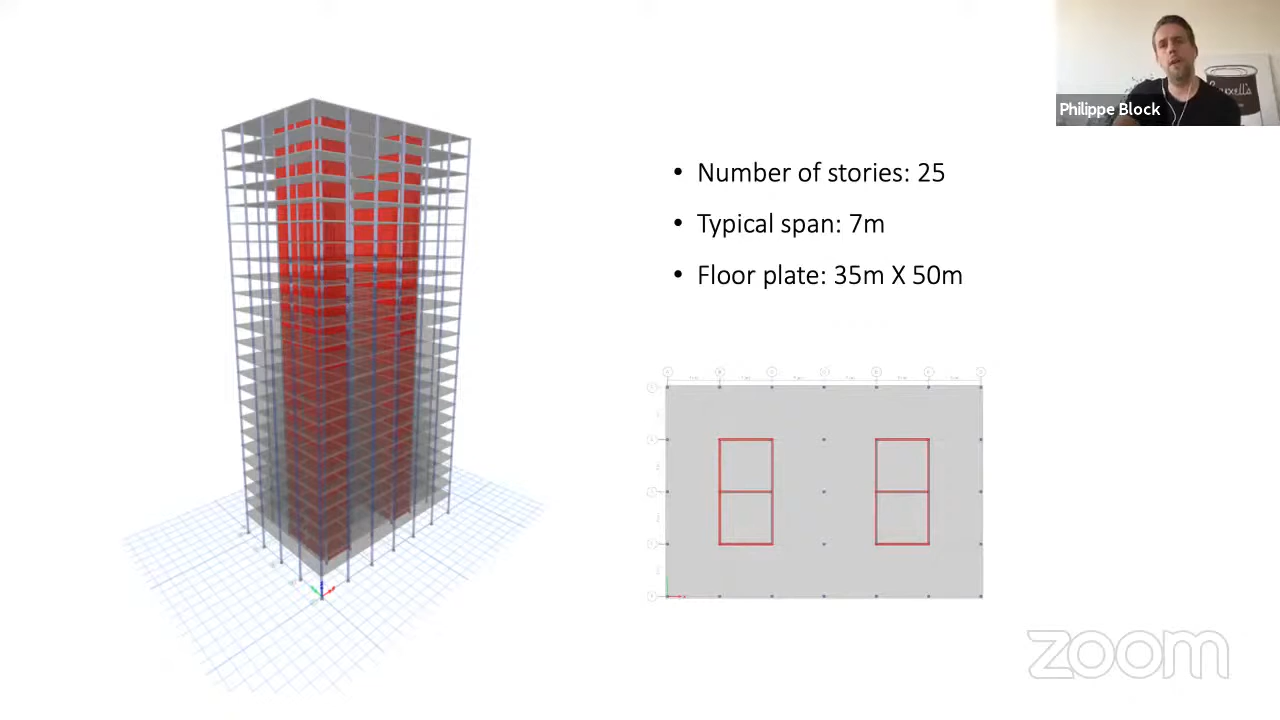 Philippe Block
• Number of stories: 25
• Typical span: 7m
• Floor plate: 35m X 50m
zoom